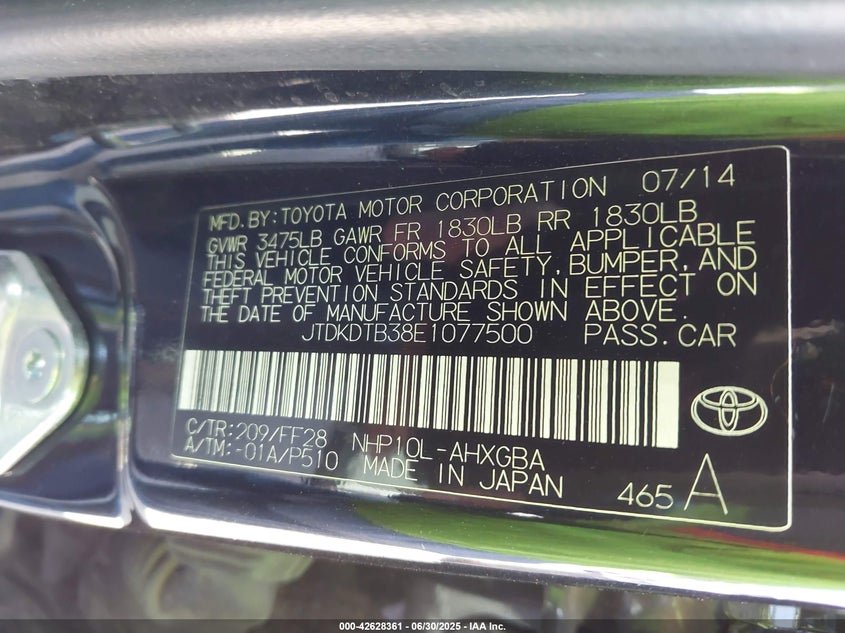 MFD. BY: TOYOTA MOTOR CORPORATION 07/14
GVWR 3475LB GAWR FR 1830LB RR 1830LB
THIS VEHICLE CONFORMS TO ALL APPLICABLE
FEDERAL MOTOR VEHICLE SAFETY, BUMPER, AND
THEFT PREVENTION STANDARDS IN EFFECT ON
THE DATE OF MANUFACTURE SHOWN ABOVE.
JTDKDTB38E1077500 PASS.CAR
C/TR:209/FF28 NHP10L-AHXGBA
A/TM:-01A/P510 MADE IN JAPAN
465 A
000-42628361 - 06/30/2025 - IAA Inc.